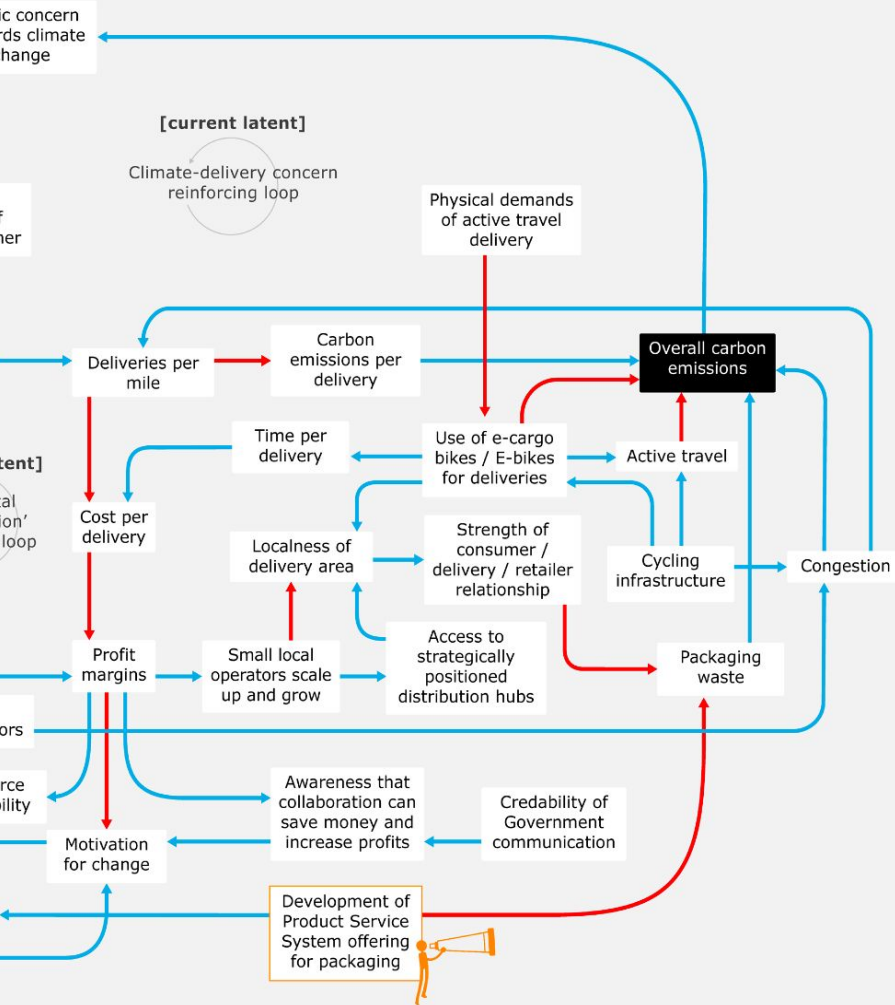 ic concern
rds climate
hange
[current latent]
Climate-delivery concern
reinforcing loop
f
ner
Physical demands
of active travel
delivery
Deliveries per
mile
Carbon
emissions per
delivery
Overall carbon
emissions
Time per
delivery
Use of e-cargo
bikes / E-bikes
for deliveries
Active travel
tent]
tal
ion’
loop
Cost per
delivery
Localness of
delivery area
Strength of
consumer /
delivery / retailer
relationship
Cycling
infrastructure
Congestion
Profit
margins
Small local
operators scale
up and grow
Access to
strategically
positioned
distribution hubs
Packaging
waste
ors
rce
bility
Awareness that
collaboration can
save money and
increase profits
Credability of
Government
communication
Motivation
for change
Development of
Product Service
System offering
for packaging